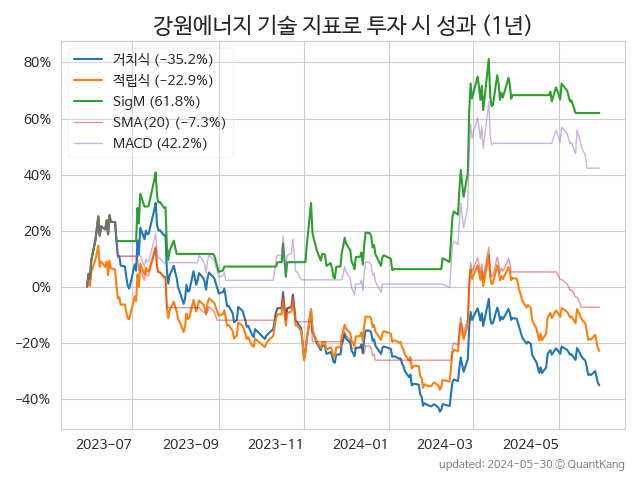 강원에너지 기술 지표로 투자 시 성과 (1년)
80%
60%
40%
20%
0%
−20%
−40%
거치식 (−35.2%)
적립식 (−22.9%)
SigM (61.8%)
SMA(20) (−7.3%)
MACD (42.2%)
2023−07
2023−09
2023−11
2024−01
2024−03
2024−05
updated: 2024−05−30 © QuantKang